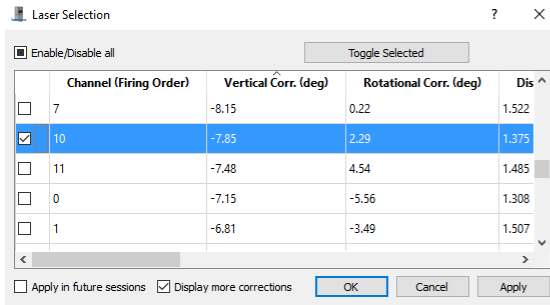 Laser Selection ? X
Enable/Disable all Toggle Selected
Channel (Firing Order) Vertical Corr. (deg) Rotational Corr. (deg) Dis
7 -8.15 0.22 1.522
10 -7.85 2.29 1.375
11 -7.48 4.54 1.485
0 -7.15 -5.56 1.308
1 -6.81 -3.49 1.507
Apply in future sessions Display more corrections OK Cancel Apply